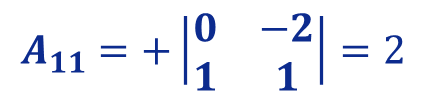 A₁₁ = + |0 −2|
|1 1| = 2